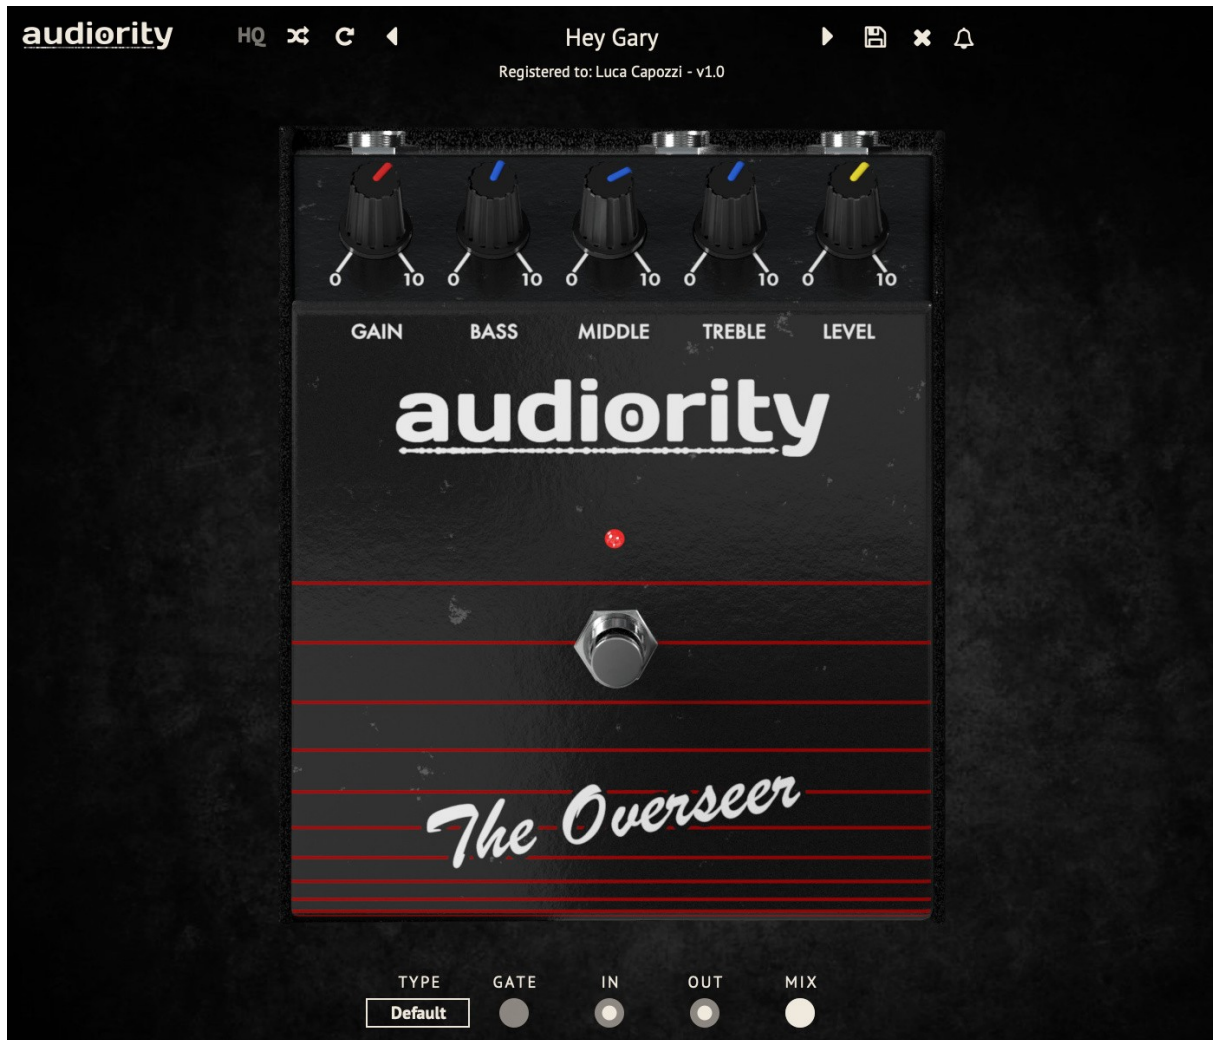 audiority
HQ
Hey Gary
Registered to: Luca Capozzi - v1.0
0 10 0 10 0 10 0 10 0 10
GAIN BASS MIDDLE TREBLE LEVEL
audiority
The Overseer
TYPE GATE IN OUT MIX
Default